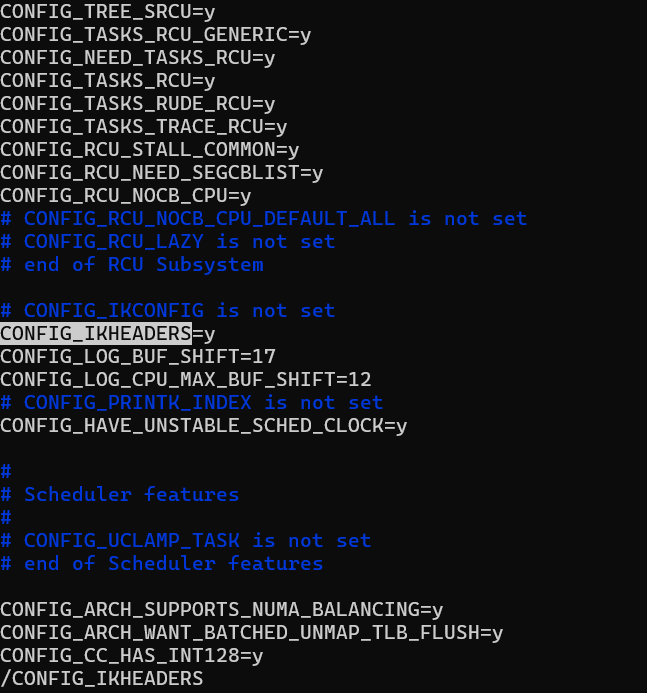 CONFIG_TREE_SRCU=y
CONFIG_TASKS_RCU_GENERIC=y
CONFIG_NEED_TASKS_RCU=y
CONFIG_TASKS_RCU=y
CONFIG_TASKS_RUDE_RCU=y
CONFIG_TASKS_TRACE_RCU=y
CONFIG_RCU_STALL_COMMON=y
CONFIG_RCU_NEED_SEGCBLIST=y
CONFIG_RCU_NOCB_CPU=y
# CONFIG_RCU_NOCB_CPU_DEFAULT_ALL is not set
# CONFIG_RCU_LAZY is not set
# end of RCU Subsystem

# CONFIG_IKCONFIG is not set
CONFIG_IKHEADERS=y
CONFIG_LOG_BUF_SHIFT=17
CONFIG_LOG_CPU_MAX_BUF_SHIFT=12
# CONFIG_PRINTK_INDEX is not set
CONFIG_HAVE_UNSTABLE_SCHED_CLOCK=y

#
# Scheduler features
#
# CONFIG_UCLAMP_TASK is not set
# end of Scheduler features

CONFIG_ARCH_SUPPORTS_NUMA_BALANCING=y
CONFIG_ARCH_WANT_BATCHED_UNMAP_TLB_FLUSH=y
CONFIG_CC_HAS_INT128=y
/CONFIG_IKHEADERS